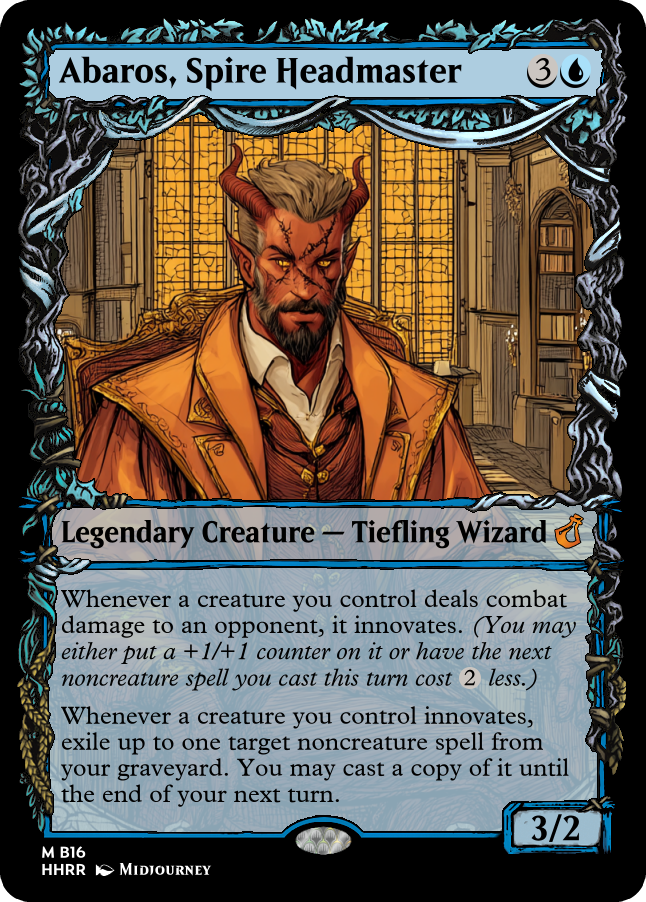 Abaros, Spire Headmaster 3
Legendary Creature — Tiefling Wizard
Whenever a creature you control deals combat
damage to an opponent, it innovates. (You may
either put a +1/+1 counter on it or have the next
noncreature spell you cast this turn cost 2 less.)
Whenever a creature you control innovates,
exile up to one target noncreature spell from
your graveyard. You may cast a copy of it until
the end of your next turn.
3/2
M B16
HHRR Midjourney